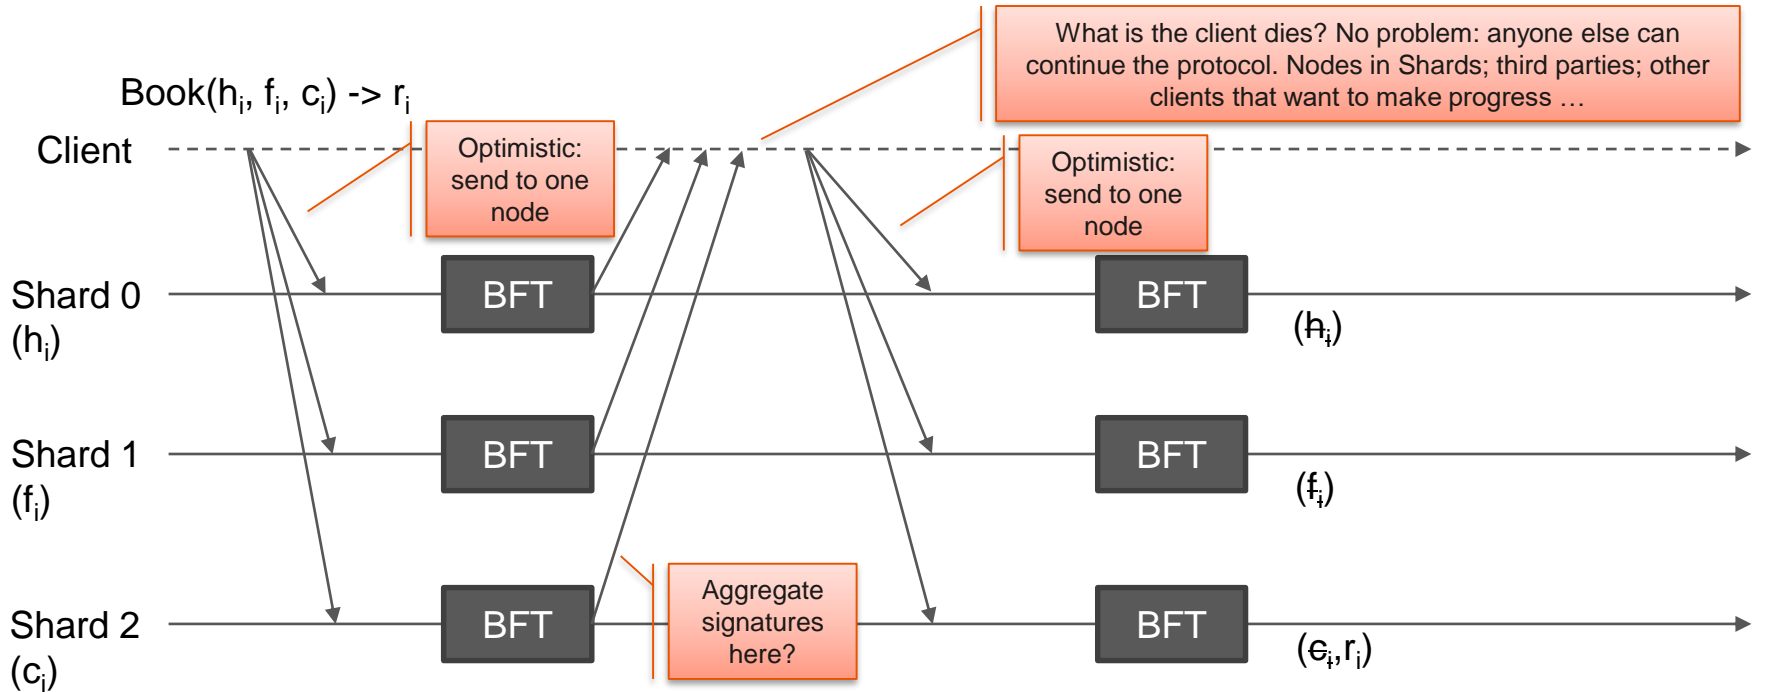 What is the client dies? No problem: anyone else can
continue the protocol. Nodes in Shards; third parties; other
clients that want to make progress …
Book(hᵢ, fᵢ, cᵢ) -> rᵢ
Client
Optimistic:
send to one
node
Optimistic:
send to one
node
Shard 0
(hᵢ)
BFT
BFT
(hᵢ)
Shard 1
(fᵢ)
BFT
BFT
(fᵢ)
Shard 2
(cᵢ)
BFT
Aggregate
signatures
here?
BFT
(cᵢ,rᵢ)